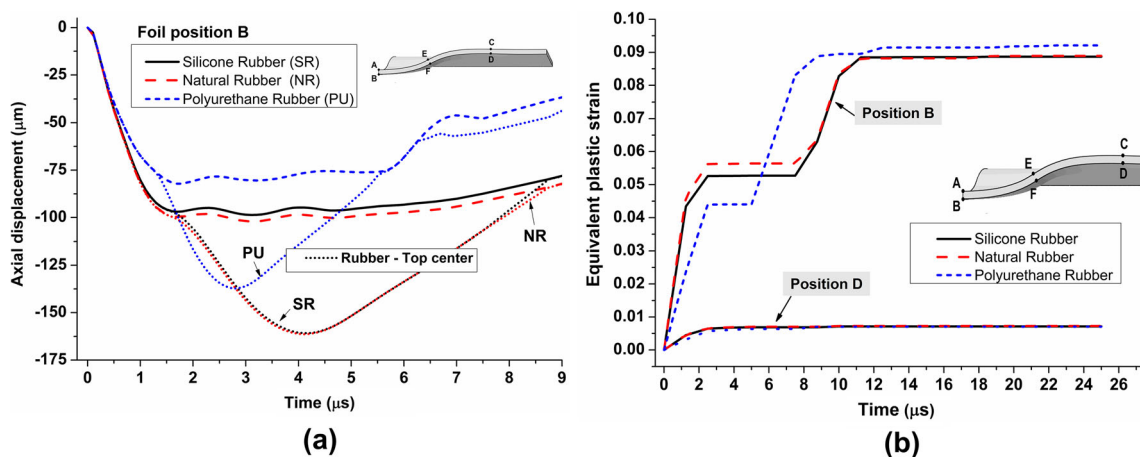 (a)
Foil position B
Silicone Rubber (SR)
Natural Rubber (NR)
Polyurethane Rubber (PU)
A
B
E
F
C
D
0
-25
-50
-75
-100
-125
-150
-175
Axial displacement (μm)
PU
Rubber - Top center
NR
SR
0 1 2 3 4 5 6 7 8 9
Time (μs)
(a)
0.10
0.09
0.08
0.07
0.06
0.05
0.04
0.03
0.02
0.01
0.00
Equivalent plastic strain
Position B
A
B
E
F
C
D
Silicone Rubber
Natural Rubber
Polyurethane Rubber
Position D
0 2 4 6 8 10 12 14 16 18 20 22 24 26
Time (μs)
(b)